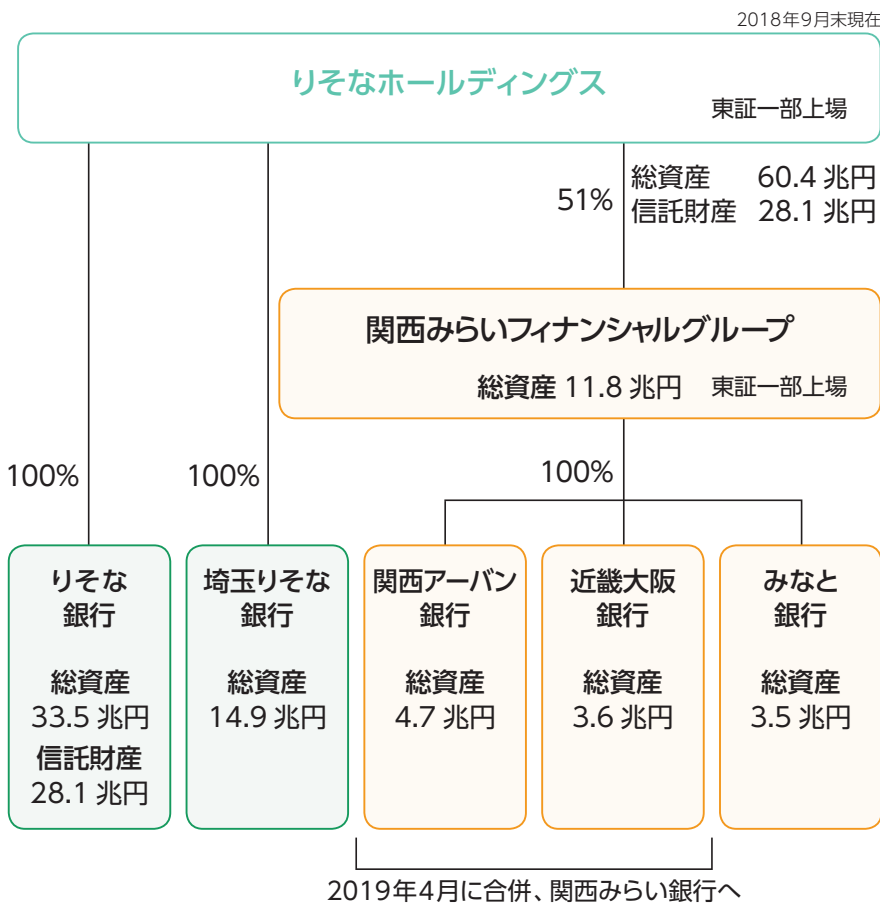 2018年9月末現在
りそなホールディングス
東証一部上場
51%
総資産 60.4 兆円
信託財産 28.1 兆円
関西みらいフィナンシャルグループ
総資産 11.8 兆円 東証一部上場
100%
100%
100%
りそな
銀行
総資産
33.5 兆円
信託財産
28.1 兆円
埼玉りそな
銀行
総資産
14.9 兆円
関西アーバン
銀行
総資産
4.7 兆円
近畿大阪
銀行
総資産
3.6 兆円
みなと
銀行
総資産
3.5 兆円
2019年4月に合併、関西みらい銀行へ